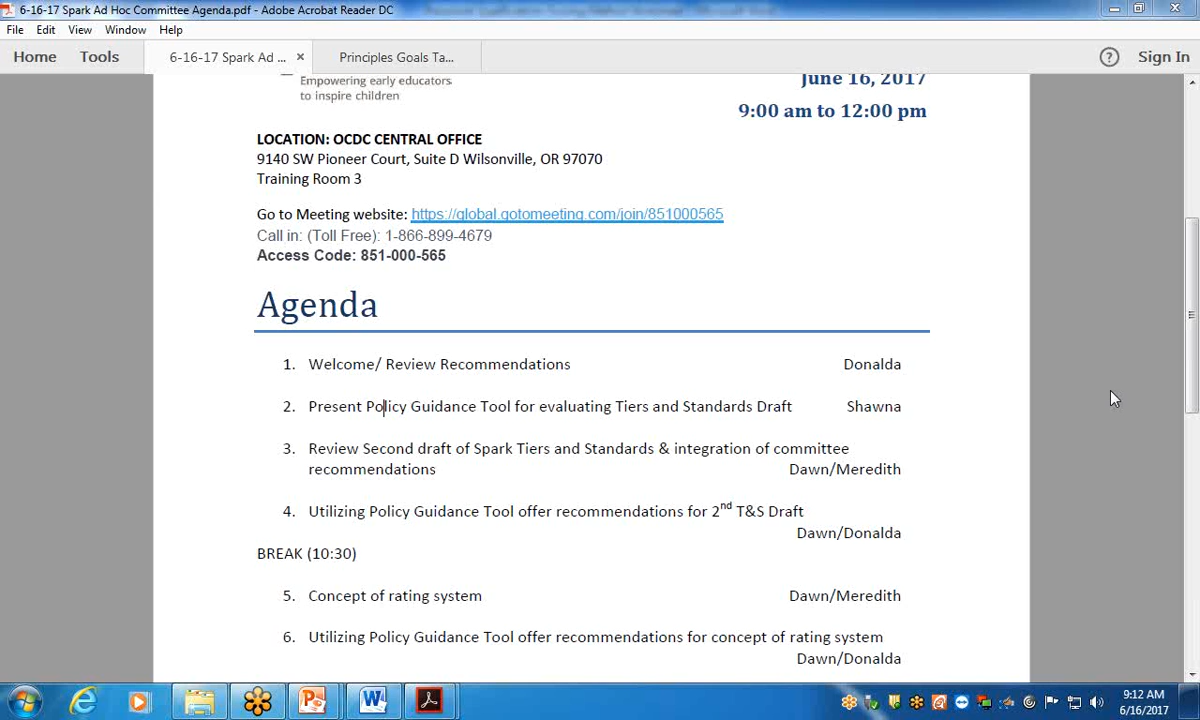 6-16-17 Spark Ad Hoc Committee Agenda.pdf - Adobe Acrobat Reader DC
File Edit View Window Help
Home Tools 6-16-17 Spark Ad ... × Principles Goals Ta... ? Sign In
Empowering early educators
to inspire children
June 16, 2017
9:00 am to 12:00 pm
LOCATION: OCDC CENTRAL OFFICE
9140 SW Pioneer Court, Suite D Wilsonville, OR 97070
Training Room 3
Go to Meeting website: https://global.gotomeeting.com/join/851000565
Call in: (Toll Free): 1-866-899-4679
Access Code: 851-000-565
Agenda
1. Welcome/ Review Recommendations Donalda
2. Present Policy Guidance Tool for evaluating Tiers and Standards Draft Shawna
3. Review Second draft of Spark Tiers and Standards & integration of committee
recommendations Dawn/Meredith
4. Utilizing Policy Guidance Tool offer recommendations for 2nd T&S Draft
Dawn/Donalda
BREAK (10:30)
5. Concept of rating system Dawn/Meredith
6. Utilizing Policy Guidance Tool offer recommendations for concept of rating system
Dawn/Donalda
9:12 AM
6/16/2017